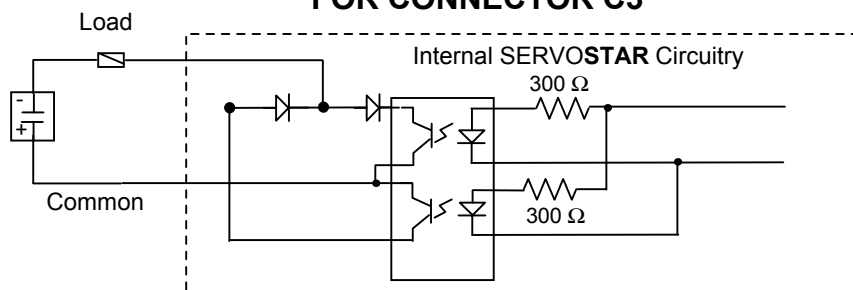 FOR CONNECTOR C3
Load
Internal SERVOSTAR Circuitry
300 Ω
-
+
Common
300 Ω